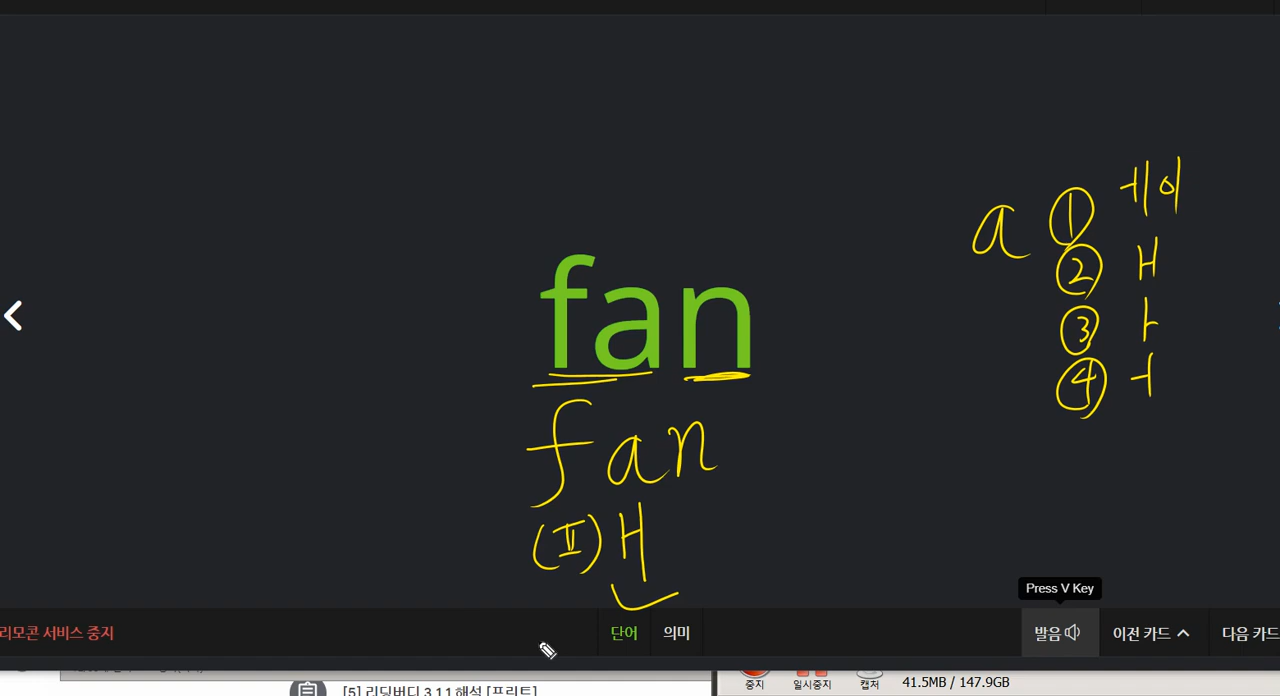 fan
fan
(ㅍ) ㅐ
a ① ㅔ이
② ㅐ
③ ㅏ
④ ㅓ
Press V Key
리모콘 서비스 중지
단어 의미
발음 이전 카드 다음 카드
[5] 리딩버디 3.1.1 해설 [프린트]
중지 일시중지 캡처 41.5MB / 147.9GB